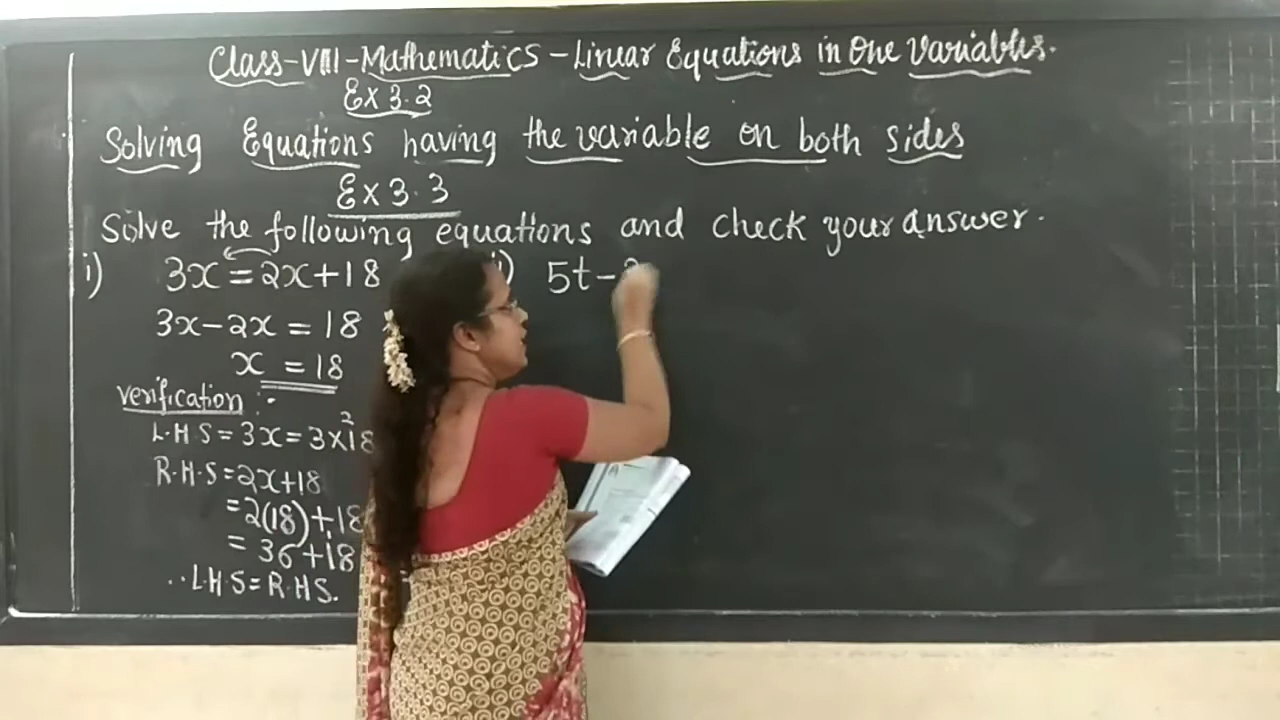 Class-VIII-Mathematics-Linear Equations in One Variables.
Ex 3.2
Solving Equations having the variable on both sides
Ex 3.3
Solve the following equations and check your answer.
i) 3x = 2x+18
3x-2x = 18
x = 18
verification:-
L.H.S = 3x = 3x18
2
R.H.S = 2x+18
= 2(18)+18
= 36+18
∴ L.H.S = R.H.S.
) 5t-